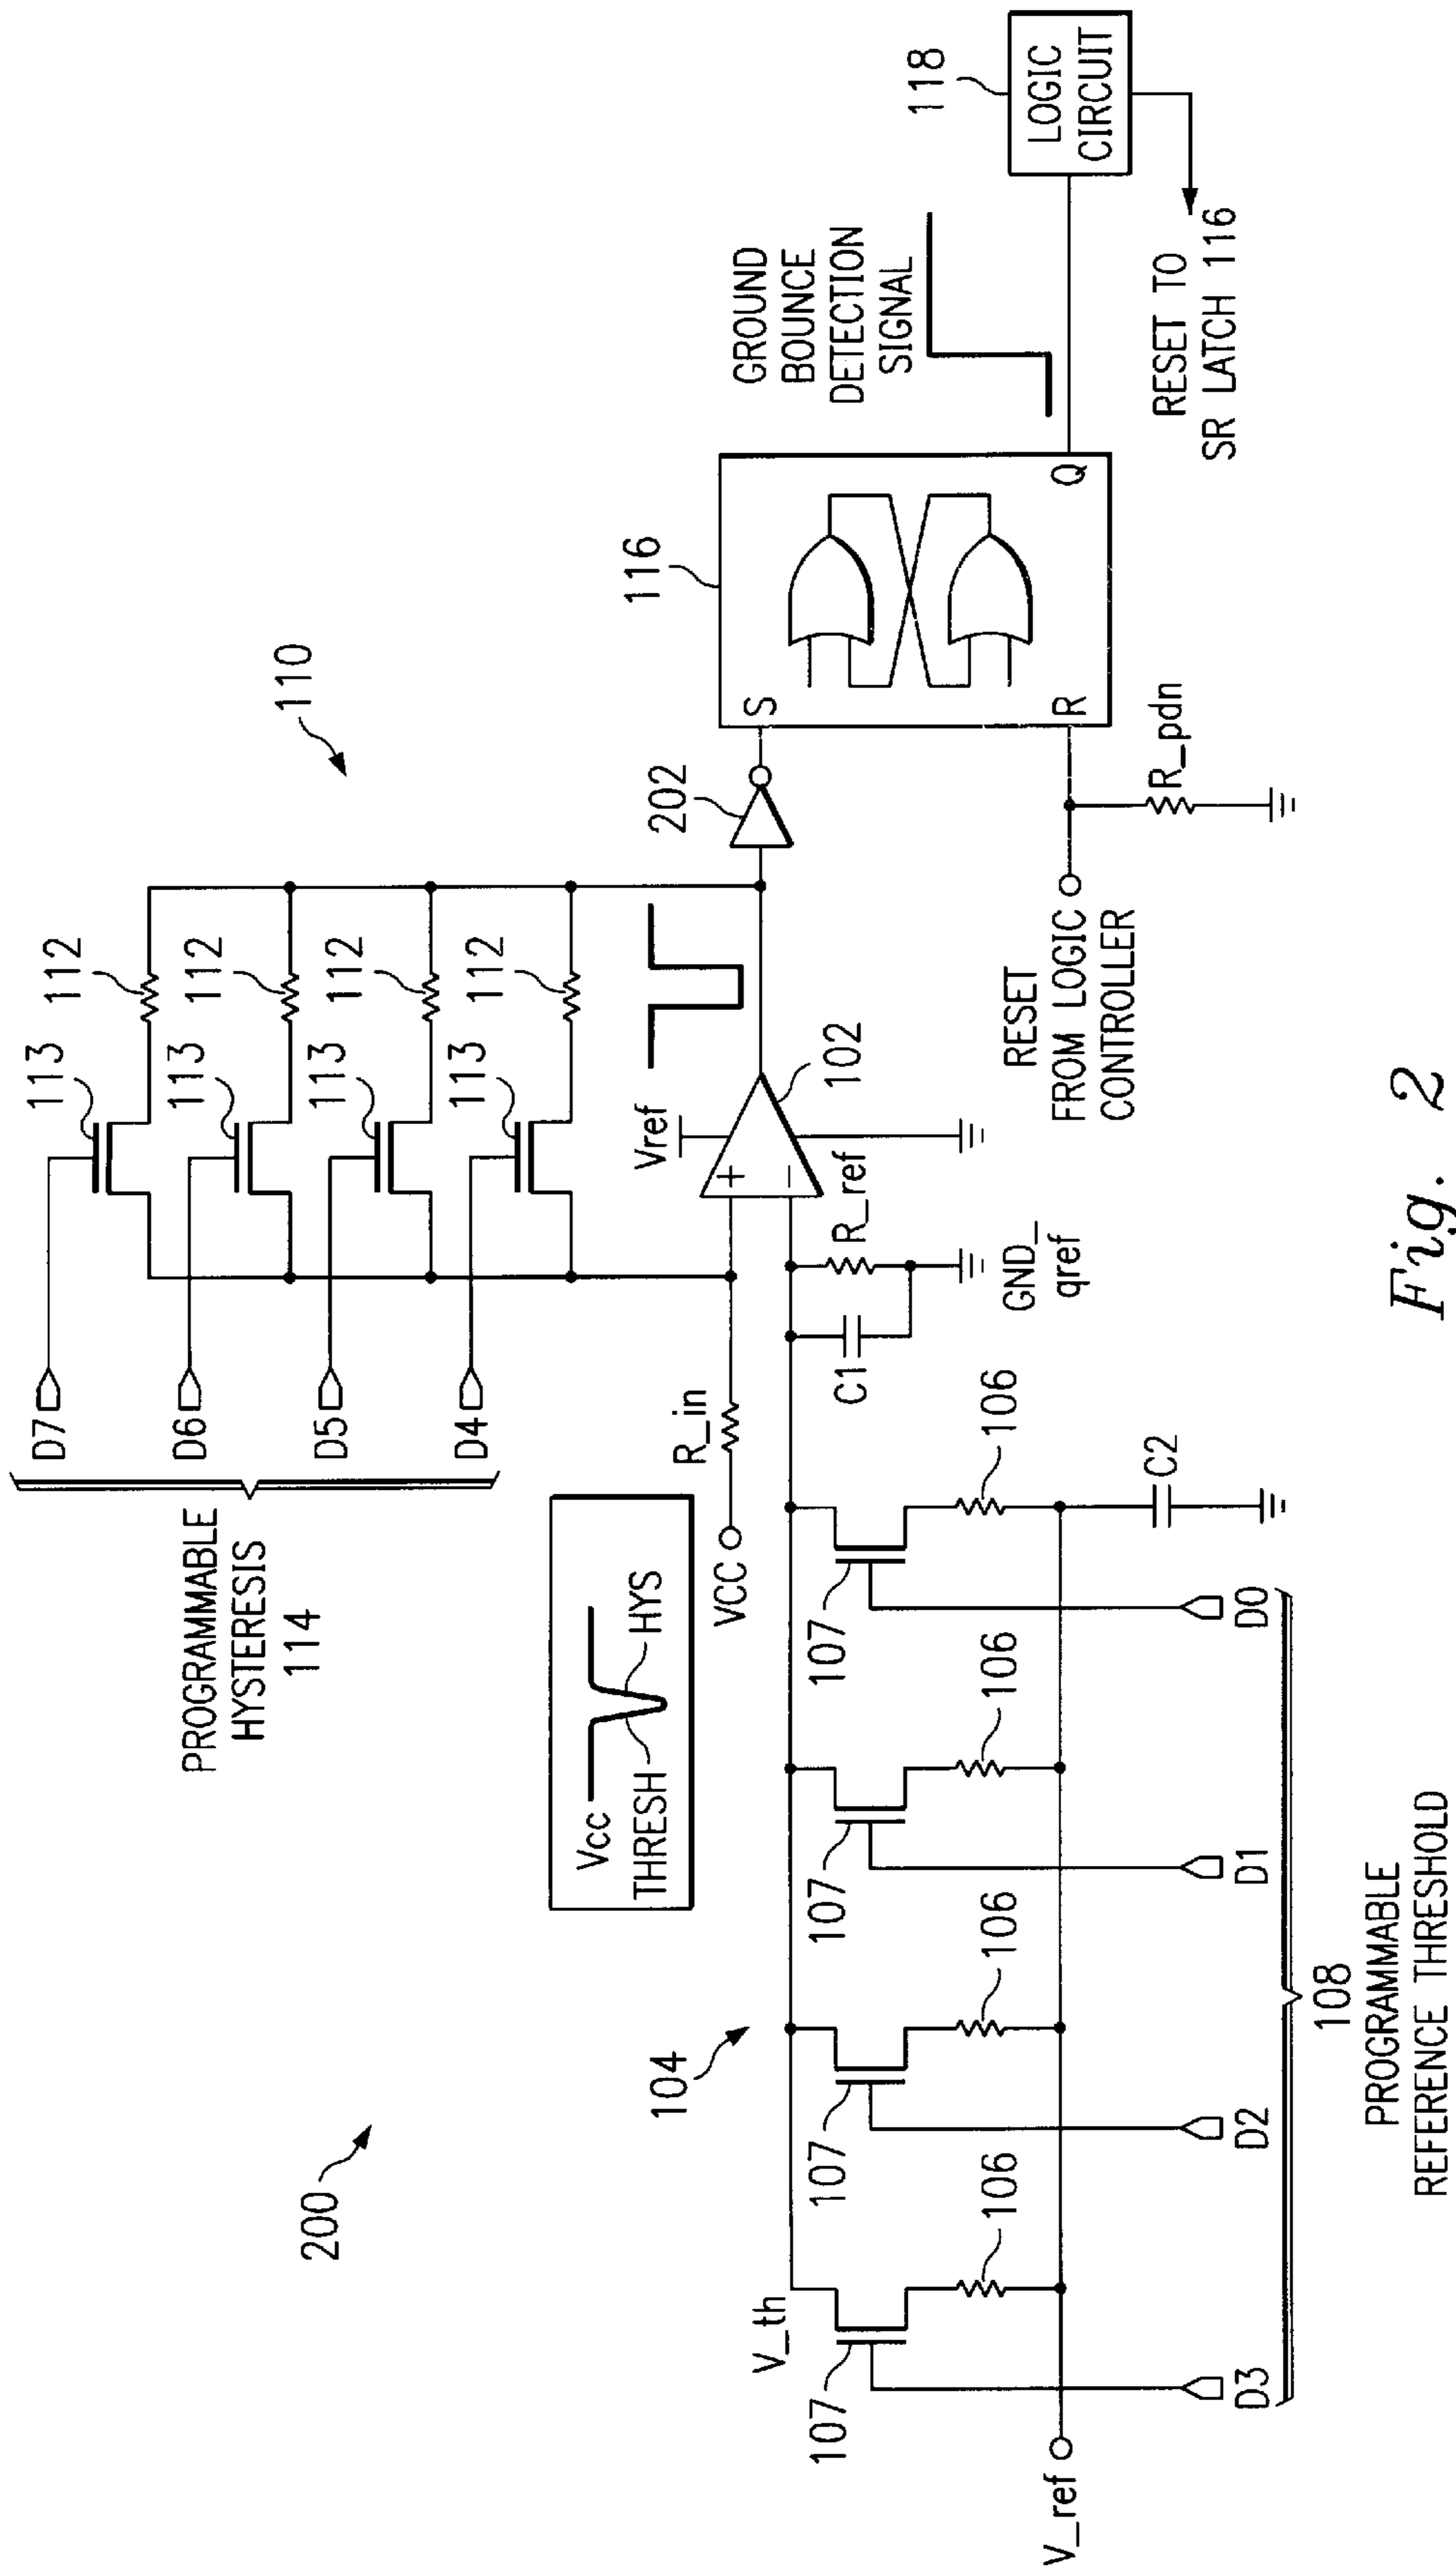 200
PROGRAMMABLE
HYSTERESIS
114
D7
D6
D5
D4
113
113
113
113
112
112
112
112
110
Vcc
THRESH
HYS
VCC
R_in
Vref
+
−
102
202
116
S
R
Q
GROUND
BOUNCE
DETECTION
SIGNAL
118
LOGIC
CIRCUIT
RESET TO
SR LATCH 116
R_pdn
RESET
FROM LOGIC
CONTROLLER
104
V_th
107
107
107
107
106
106
106
106
C1
R_ref
GND_
qref
C2
V_ref
D3
D2
D1
D0
108
PROGRAMMABLE
REFERENCE THRESHOLD
Fig. 2